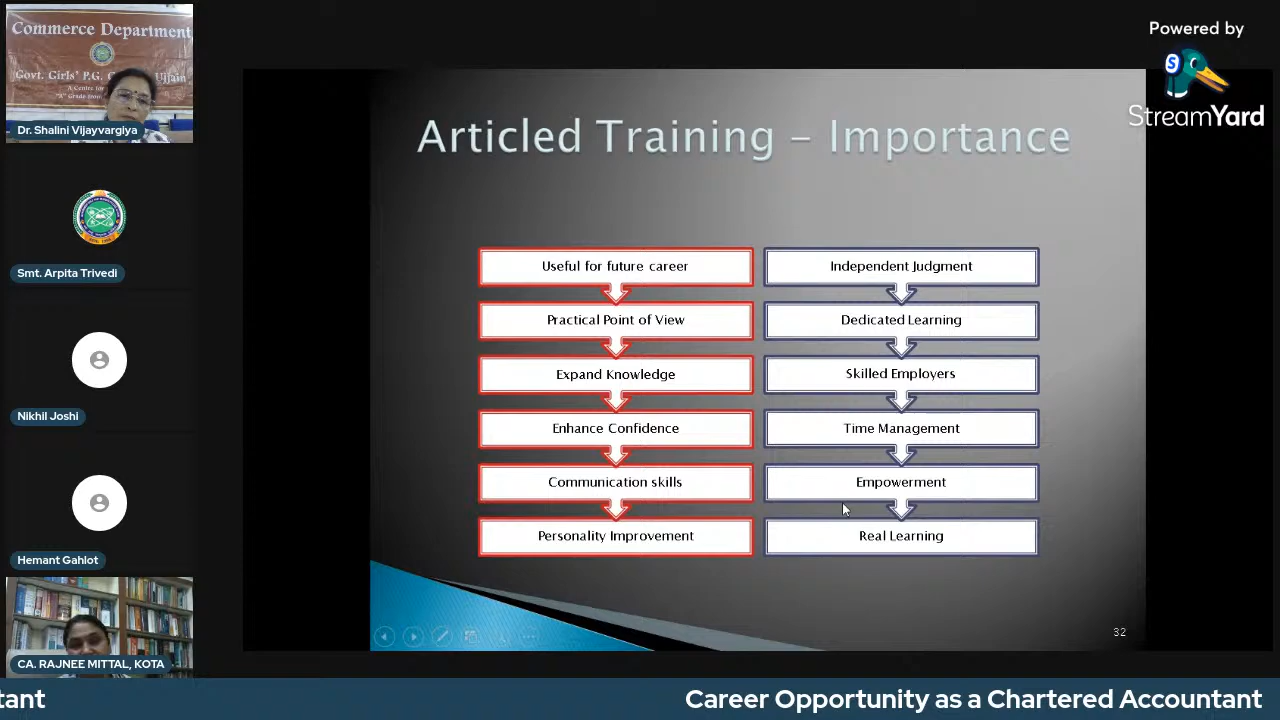 Commerce Department
Govt. Girls' P.G. Ujjain
Dr. Shalini Vijayvargiya
Smt. Arpita Trivedi
Nikhil Joshi
Hemant Gahlot
CA. RAJNEE MITTAL, KOTA
Powered by
StreamYard
Articled Training – Importance
Useful for future career
Practical Point of View
Expand Knowledge
Enhance Confidence
Communication skills
Personality Improvement
Independent Judgment
Dedicated Learning
Skilled Employers
Time Management
Empowerment
Real Learning
32
tant
Career Opportunity as a Chartered Accountant